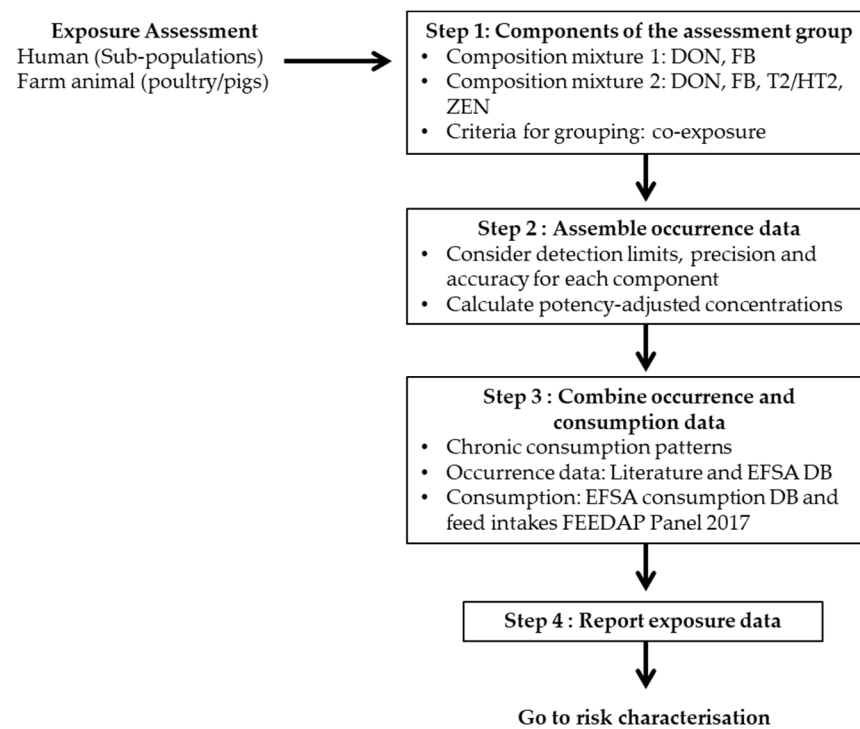 Exposure Assessment
Human (Sub-populations)
Farm animal (poultry/pigs)
Step 1: Components of the assessment group
• Composition mixture 1: DON, FB
• Composition mixture 2: DON, FB, T2/HT2,
ZEN
• Criteria for grouping: co-exposure
Step 2 : Assemble occurrence data
• Consider detection limits, precision and
accuracy for each component
• Calculate potency-adjusted concentrations
Step 3 : Combine occurrence and
consumption data
• Chronic consumption patterns
• Occurrence data: Literature and EFSA DB
• Consumption: EFSA consumption DB and
feed intakes FEEDAP Panel 2017
Step 4 : Report exposure data
Go to risk characterisation